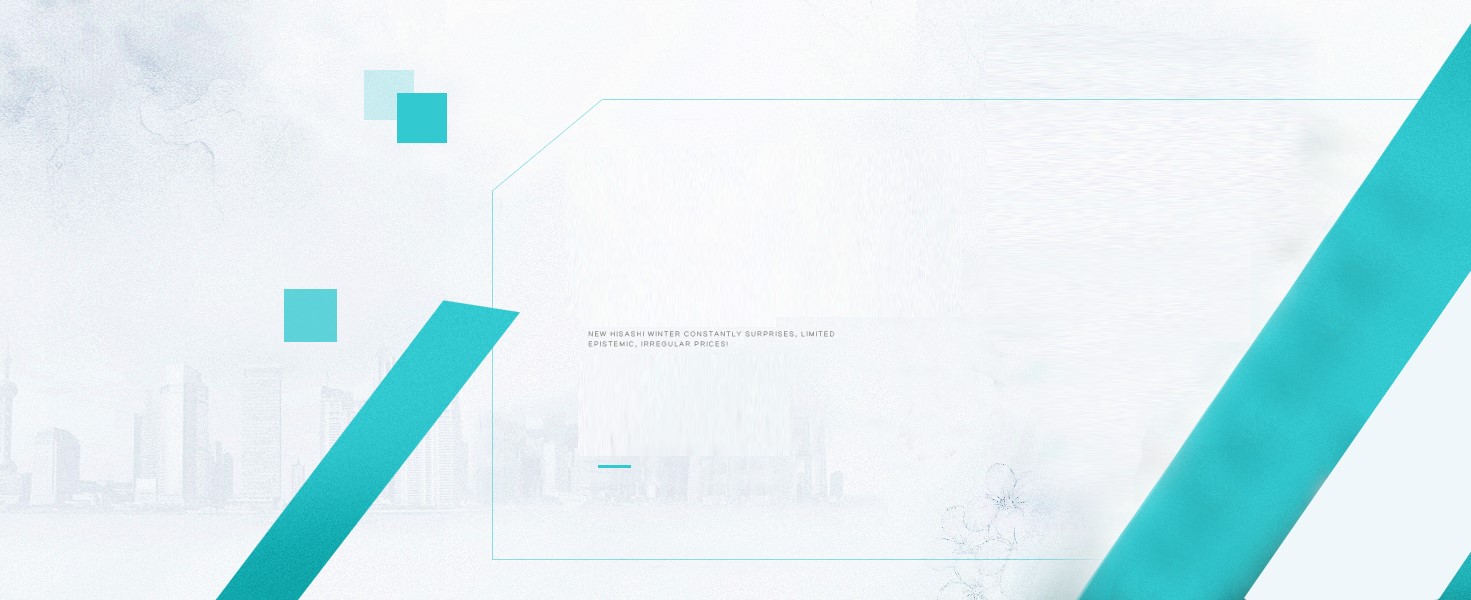 NEW HISASHI WINTER CONSTANTLY SURPRISES, LIMITED
EPISTEMIC, IRREGULAR PRICES!